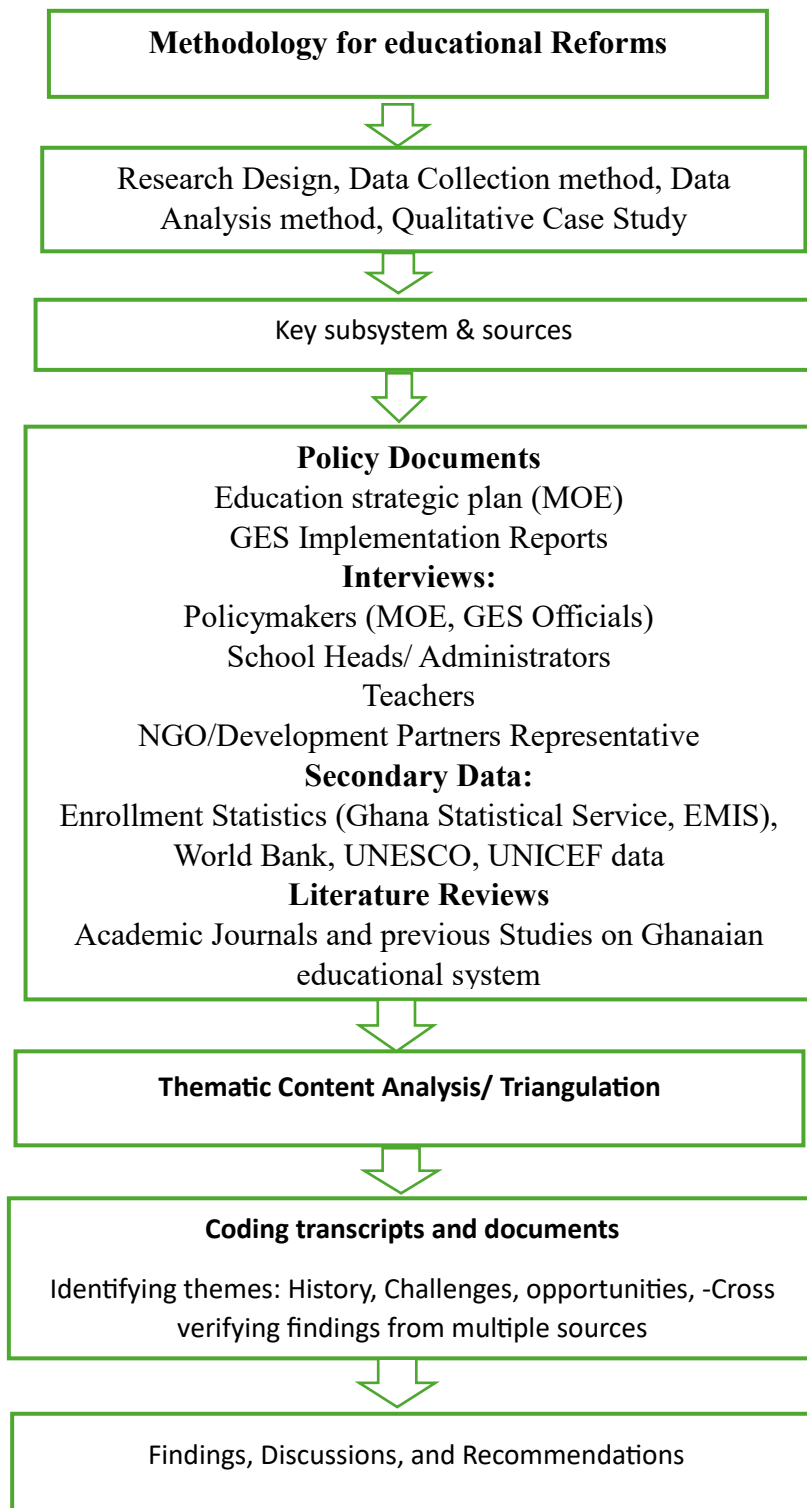 Methodology for educational Reforms
Research Design, Data Collection method, Data
Analysis method, Qualitative Case Study
Key subsystem & sources
Policy Documents
Education strategic plan (MOE)
GES Implementation Reports
Interviews:
Policymakers (MOE, GES Officials)
School Heads/ Administrators
Teachers
NGO/Development Partners Representative
Secondary Data:
Enrollment Statistics (Ghana Statistical Service, EMIS),
World Bank, UNESCO, UNICEF data
Literature Reviews
Academic Journals and previous Studies on Ghanaian
educational system
Thematic Content Analysis/ Triangulation
Coding transcripts and documents
Identifying themes: History, Challenges, opportunities, -Cross
verifying findings from multiple sources
Findings, Discussions, and Recommendations